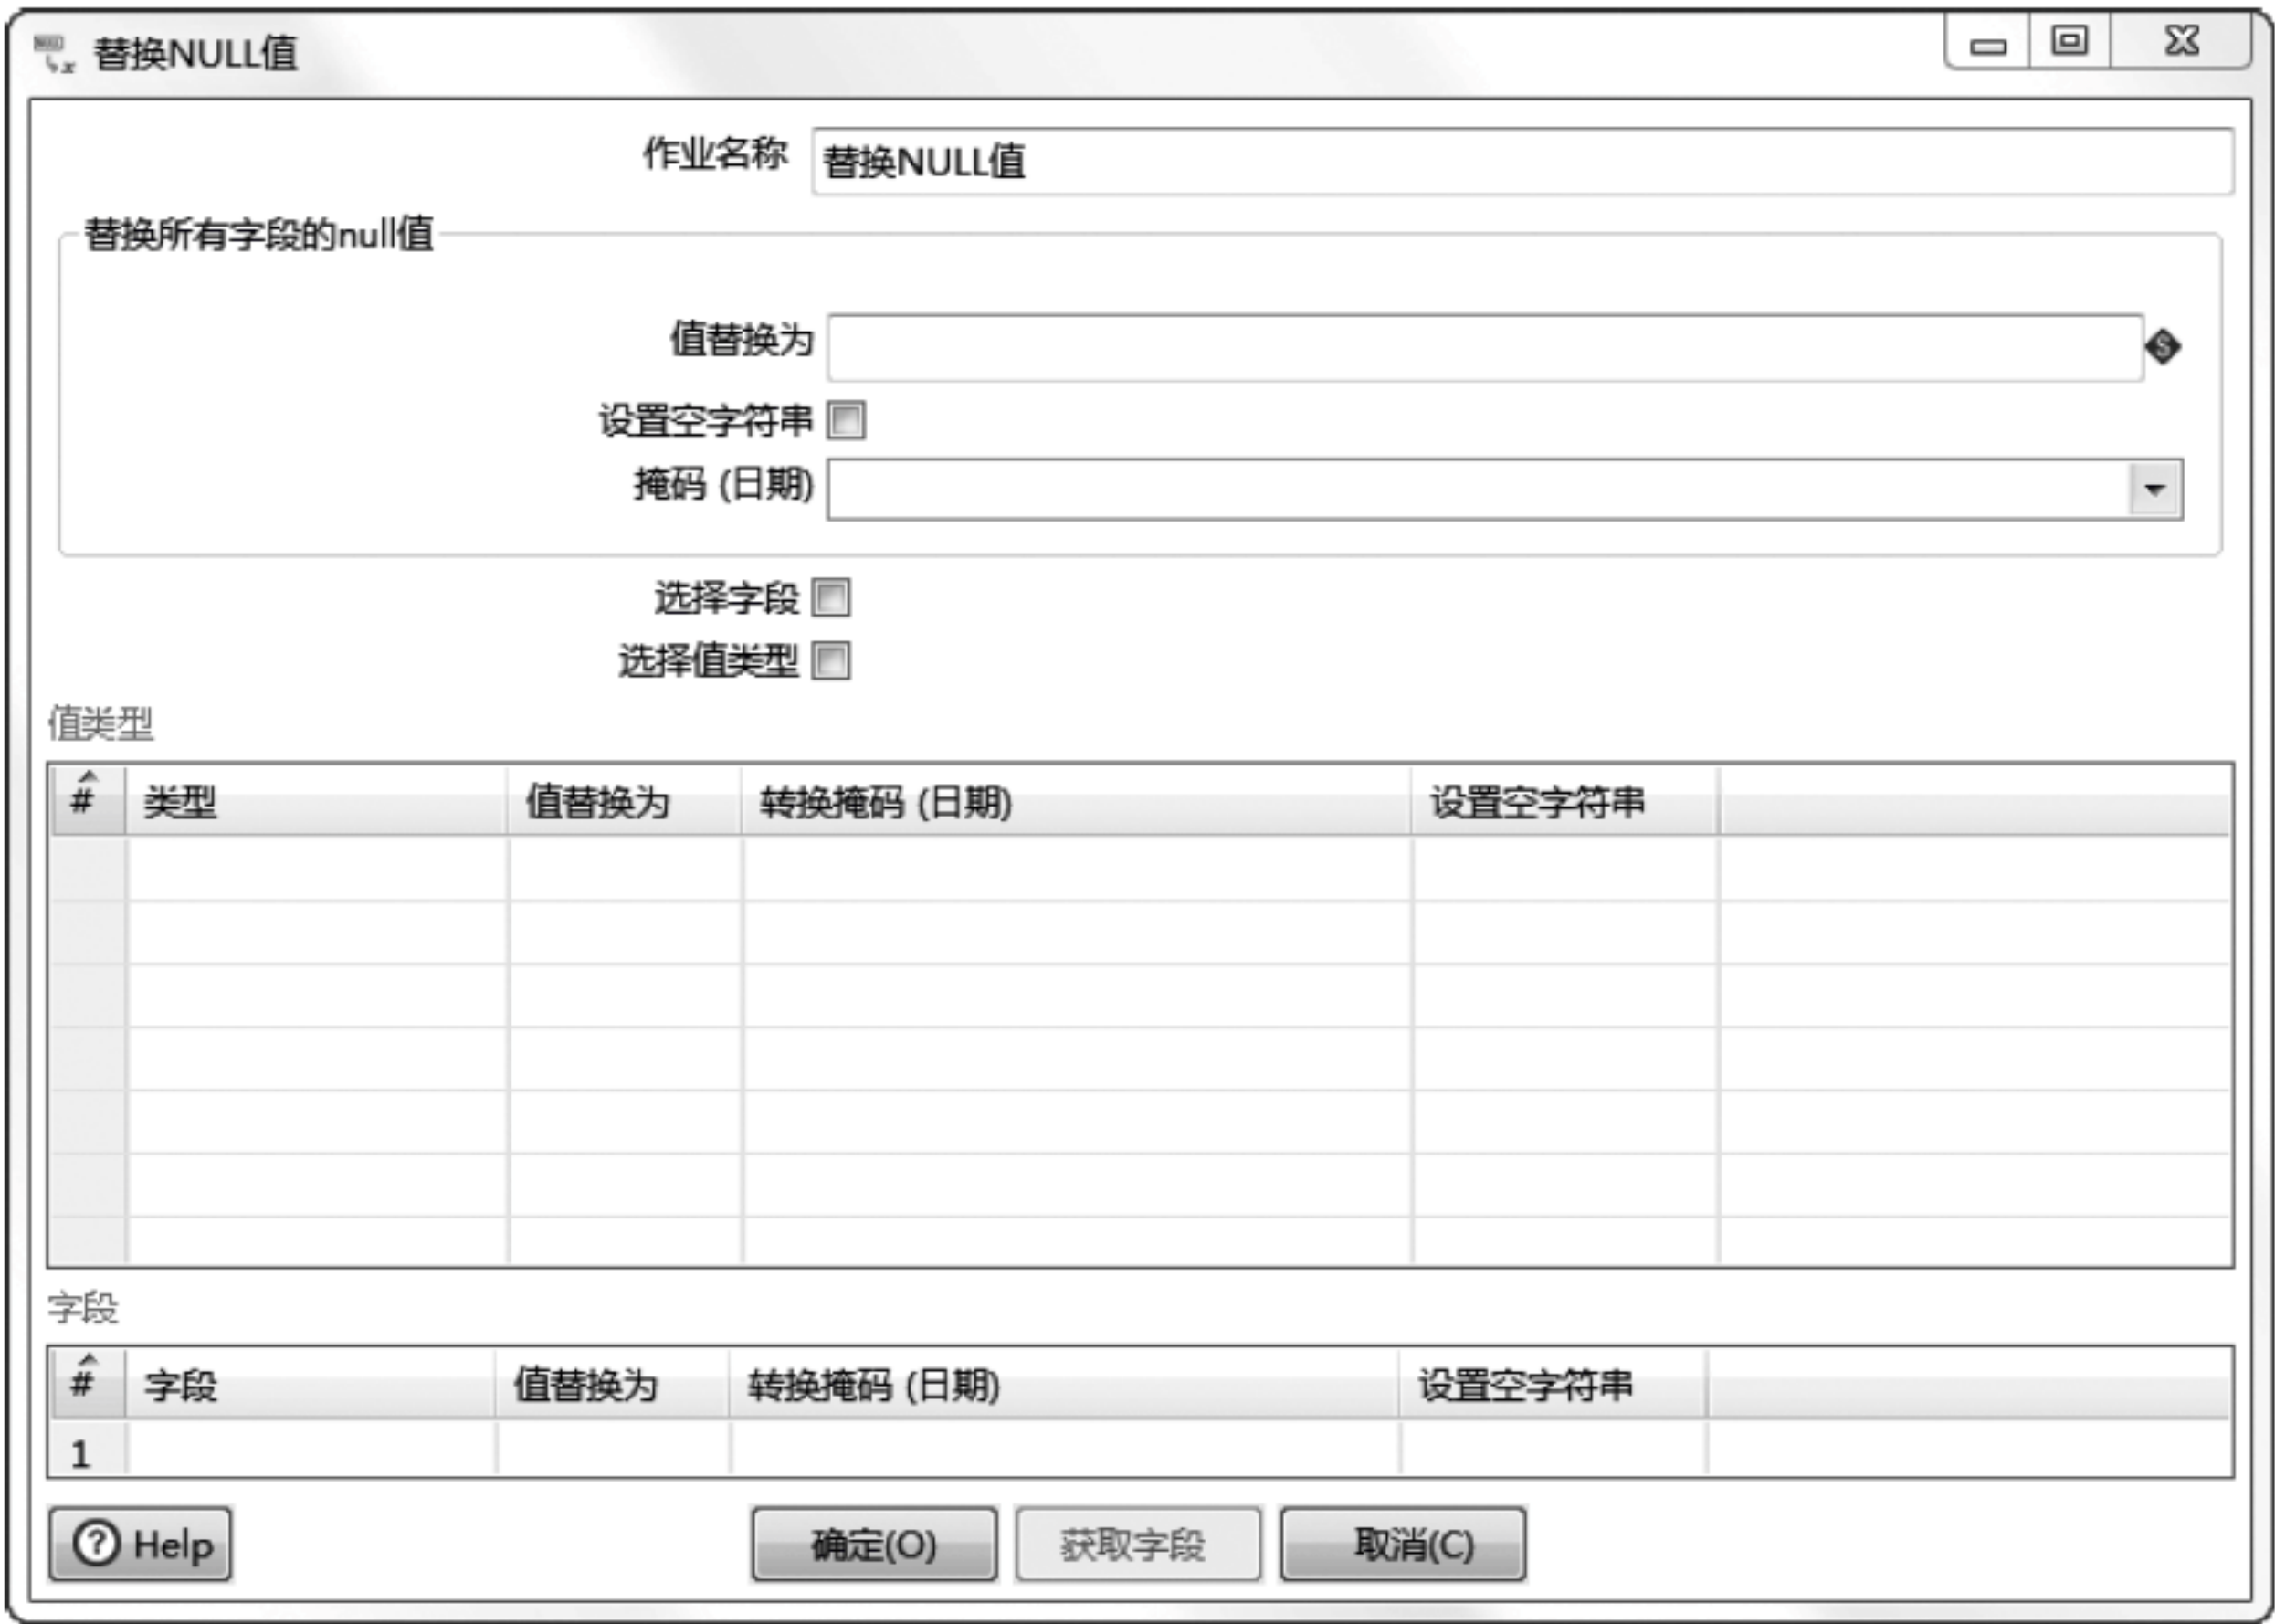 替换NULL值
作业名称 替换NULL值
替换所有字段的null值
值替换为
设置空字符串
掩码 (日期)
选择字段
选择值类型
值类型
# 类型 值替换为 转换掩码 (日期) 设置空字符串
字段
# 字段 值替换为 转换掩码 (日期) 设置空字符串
1
Help 确定(O) 获取字段 取消(C)